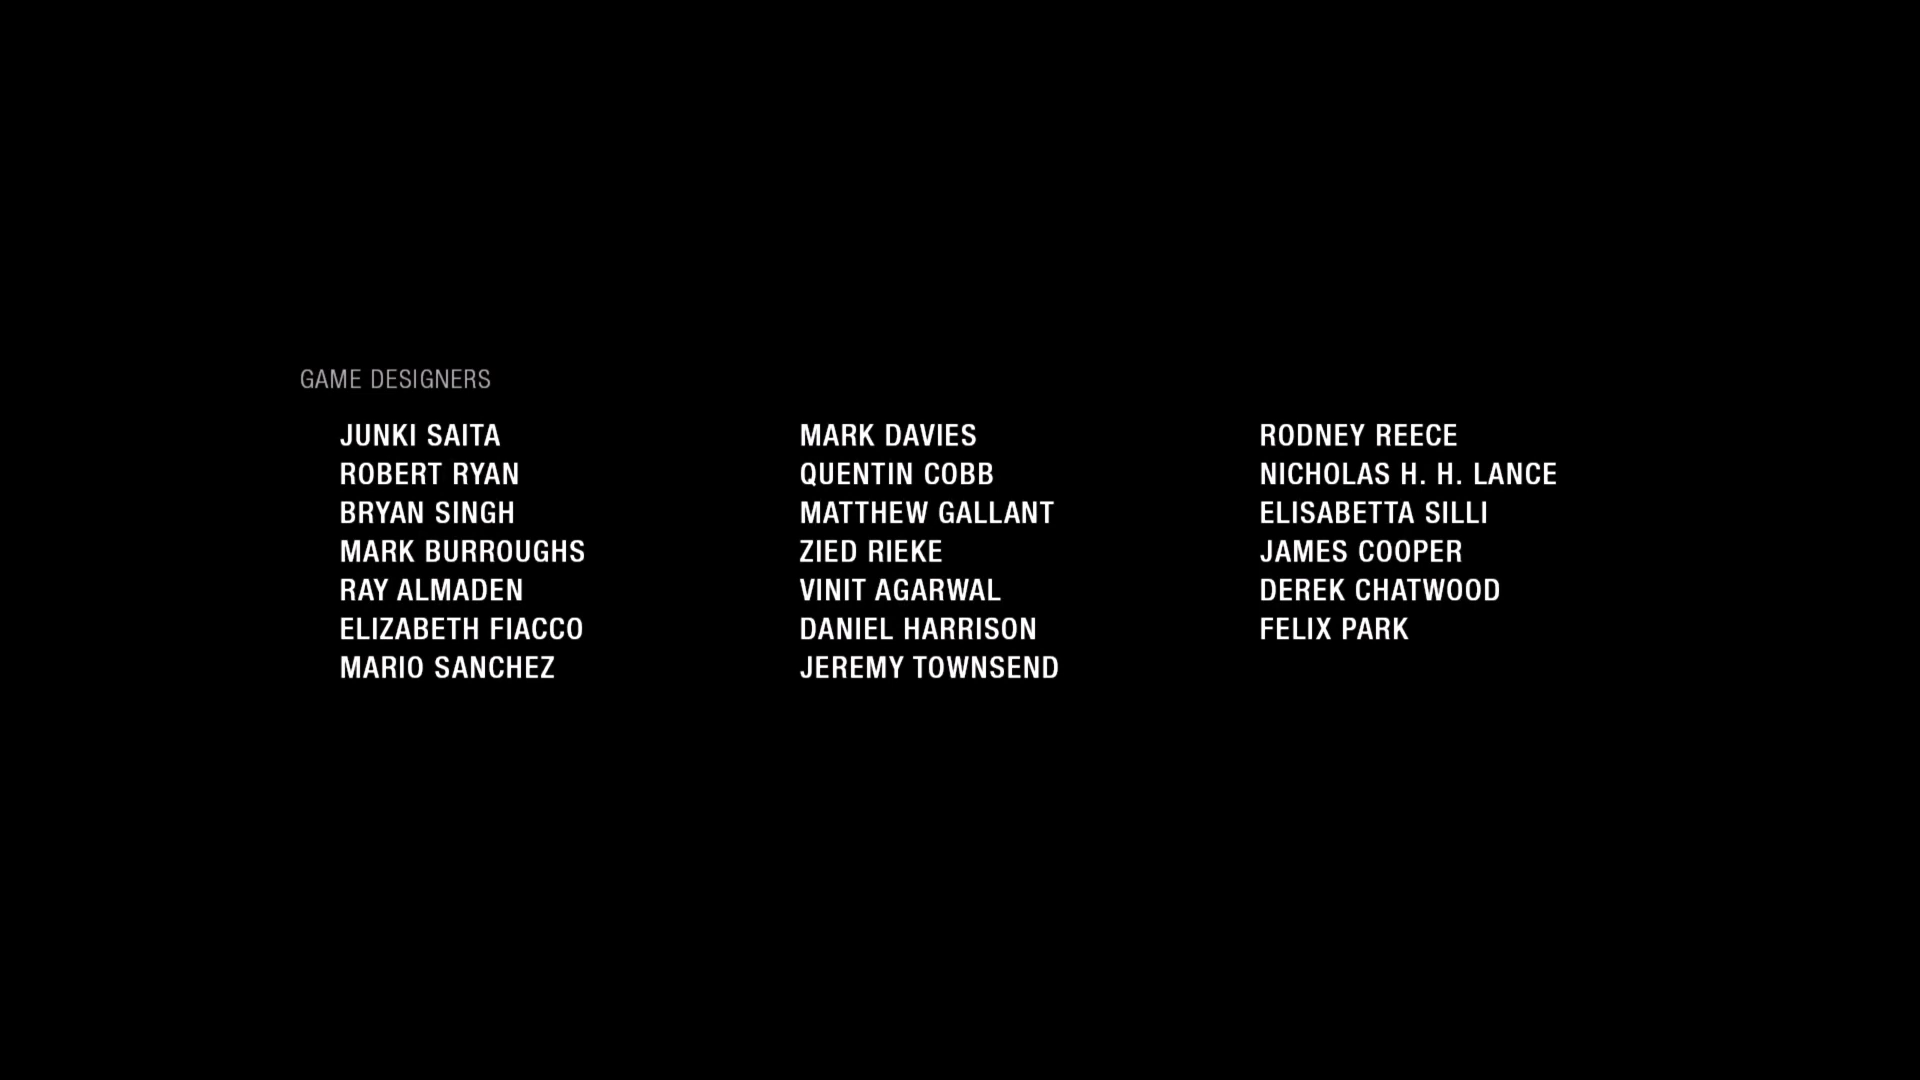 GAME DESIGNERS
JUNKI SAITA
ROBERT RYAN
BRYAN SINGH
MARK BURROUGHS
RAY ALMADEN
ELIZABETH FIACCO
MARIO SANCHEZ
MARK DAVIES
QUENTIN COBB
MATTHEW GALLANT
ZIED RIEKE
VINIT AGARWAL
DANIEL HARRISON
JEREMY TOWNSEND
RODNEY REECE
NICHOLAS H. H. LANCE
ELISABETTA SILLI
JAMES COOPER
DEREK CHATWOOD
FELIX PARK